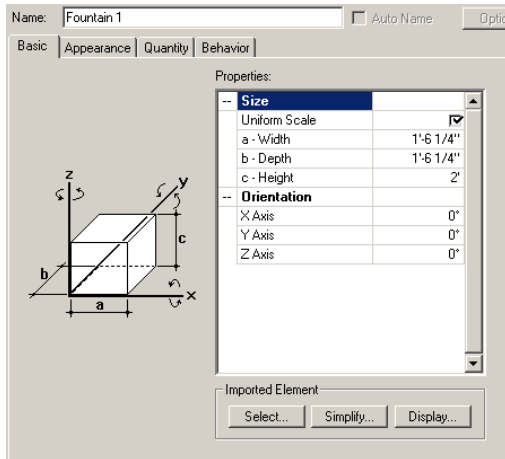 Name: Fountain 1 Auto Name Optic
Basic Appearance Quantity Behavior
Properties:
-- Size
Uniform Scale
a - Width 1'-6 1/4"
b - Depth 1'-6 1/4"
c - Height 2'
-- Orientation
X Axis 0°
Y Axis 0°
Z Axis 0°
z
y
c
b
x
a
Imported Element
Select... Simplify... Display...